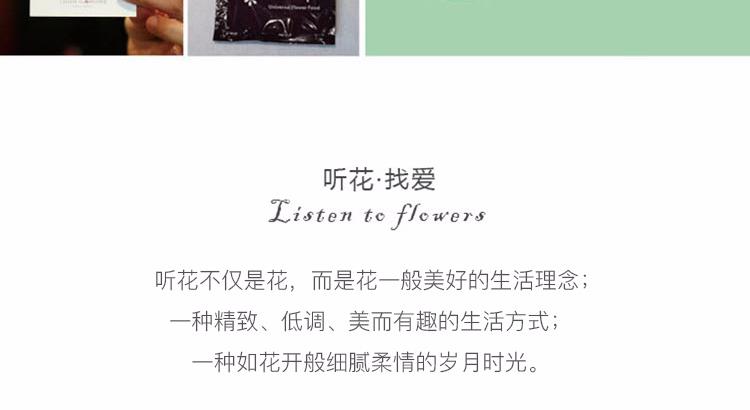 Universal Flower Food
听花·找爱
Listen to flowers
听花不仅是花，而是花一般美好的生活理念；
一种精致、低调、美而有趣的生活方式；
一种如花开般细腻柔情的岁月时光。